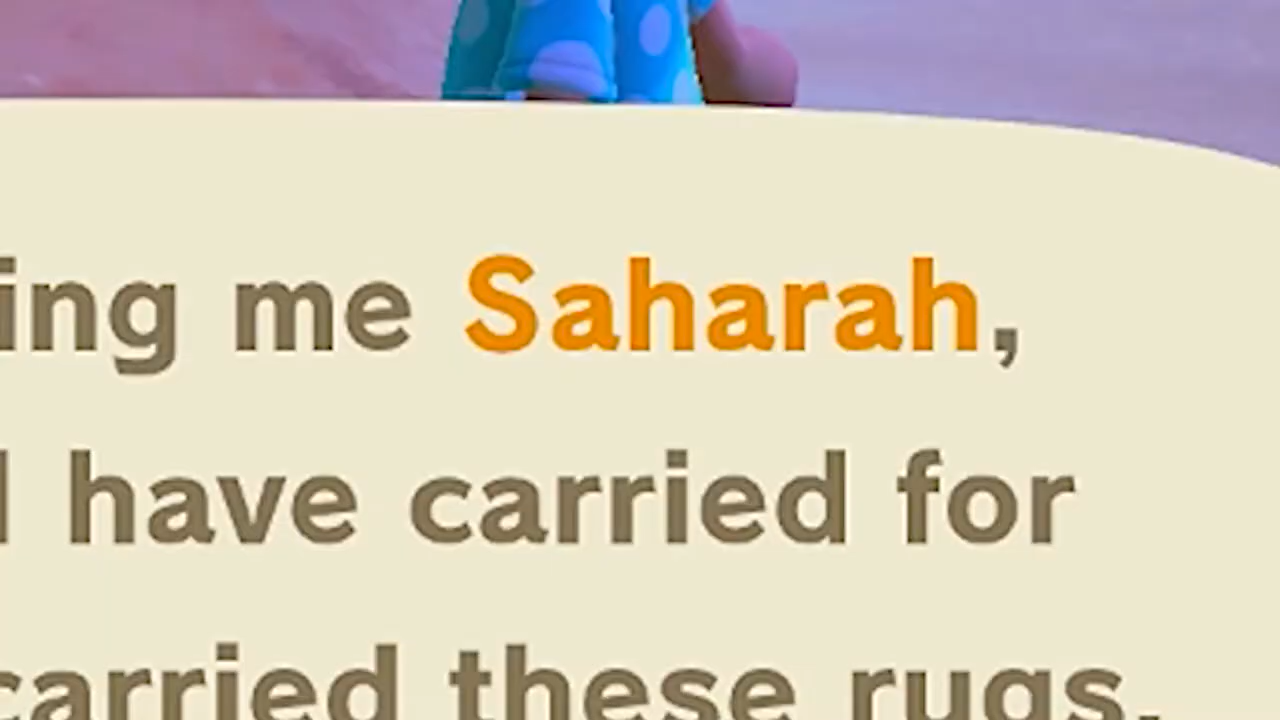 ing me Saharah,
have carried for
carried these rugs.